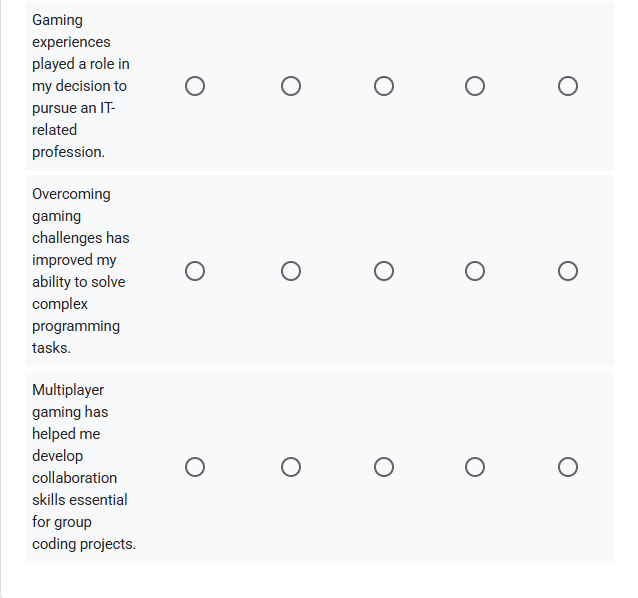 Gaming
experiences
played a role in
my decision to
pursue an IT-
related
profession.
Overcoming
gaming
challenges has
improved my
ability to solve
complex
programming
tasks.
Multiplayer
gaming has
helped me
develop
collaboration
skills essential
for group
coding projects.